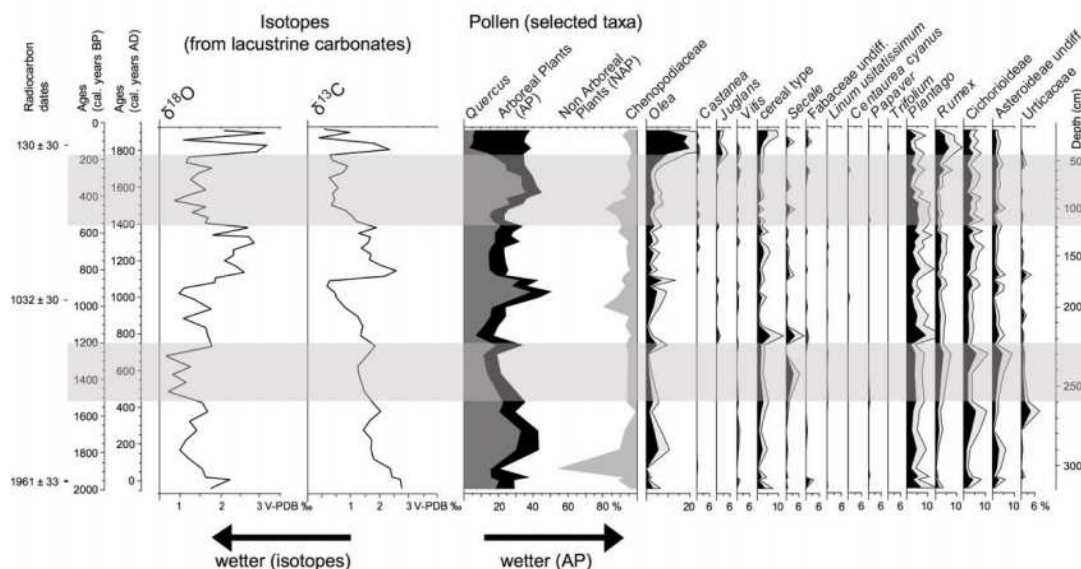 Isotopes
(from lacustrine carbonates)
Pollen (selected taxa)
Radiocarbon
dates
Ages
(cal. years BP)
Ages
(cal. years AD)
δ18O
δ13C
Quercus
Arboreal Plants
(AP)
Non Arboreal
Plants (NAP)
Chenopodiaceae
Olea
Castanea
Juglans
Vitis
cereal type
Secale
Fabaceae undiff.
Linum usitatissimum
Centaurea cyanus
Papaver
Trifolium
Plantago
Rumex
Cichorioideae
Asteroideae undiff.
Urticaceae
Depth (cm)
0
130 ± 30
1800
200
50
400
1600
100
1400
600
800
1200
150
1032 ± 30
1000
1000
200
800
1200
1400
600
250
1600
400
1800
200
300
1961 ± 33
0
2000
1 2 3 V-PDB ‰
1 2 3 V-PDB ‰
20 40 60 80 %
20 6 6 6 10 6 6 6 6 6 6 10 10 10 10 6 %
wetter (isotopes)
wetter (AP)